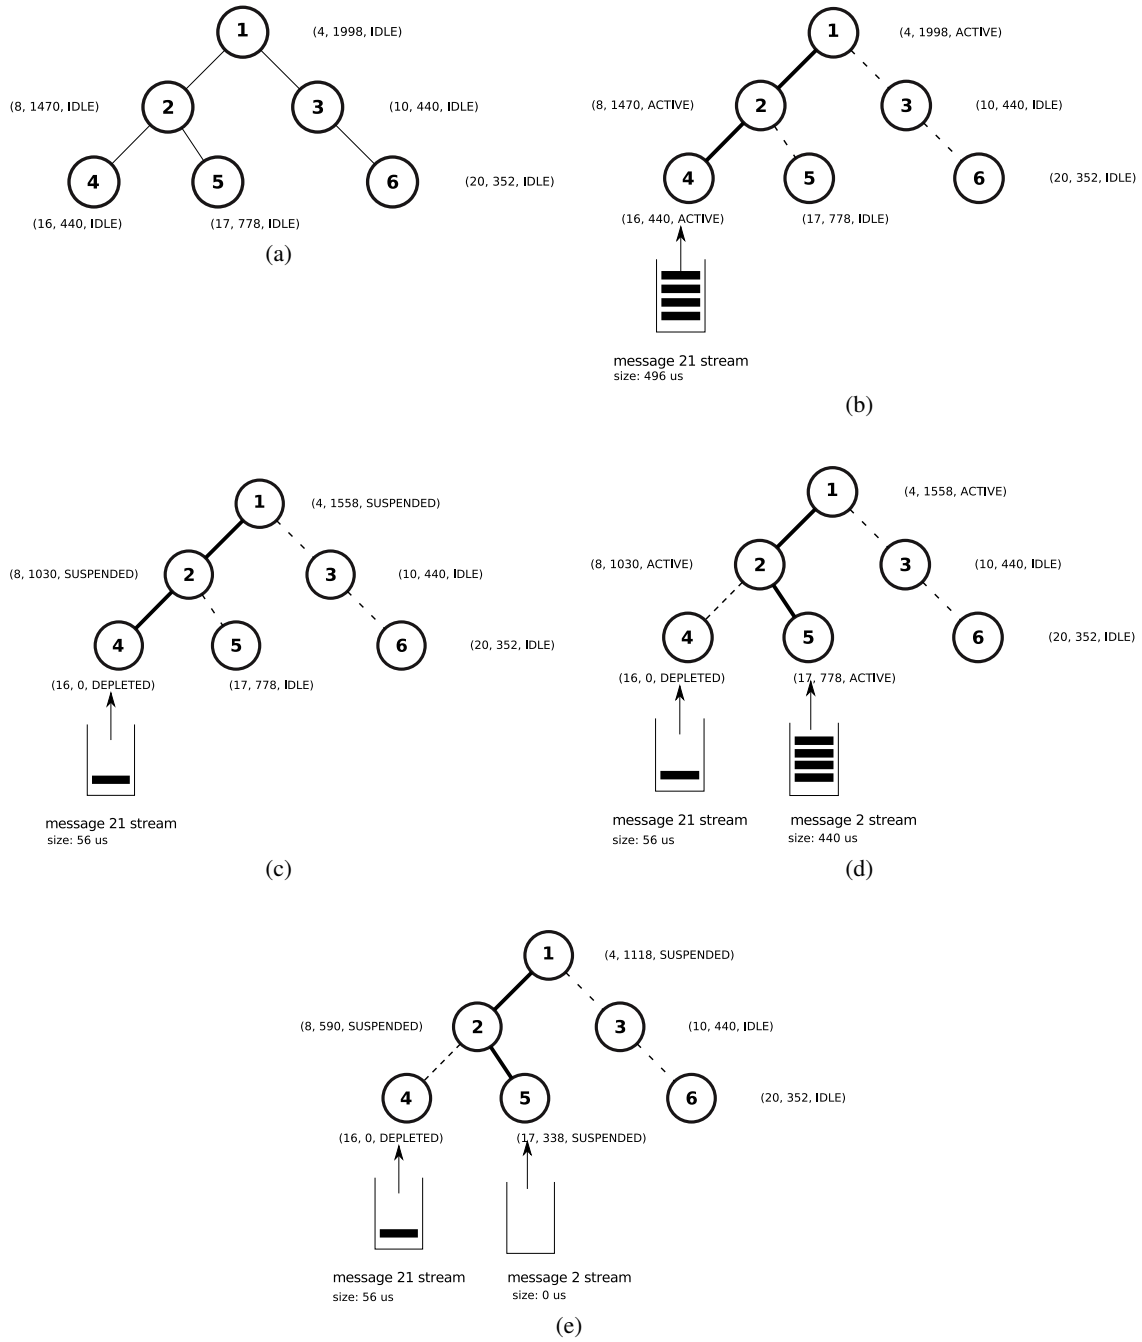 1 (4, 1998, IDLE)
(8, 1470, IDLE) 2 3 (10, 440, IDLE)
4 5 6 (20, 352, IDLE)
(16, 440, IDLE) (17, 778, IDLE)
(a)
1 (4, 1998, ACTIVE)
(8, 1470, ACTIVE) 2 3 (10, 440, IDLE)
4 5 6 (20, 352, IDLE)
(16, 440, ACTIVE) (17, 778, IDLE)
message 21 stream
size: 496 us
(b)
1 (4, 1558, SUSPENDED)
(8, 1030, SUSPENDED) 2 3 (10, 440, IDLE)
4 5 6 (20, 352, IDLE)
(16, 0, DEPLETED) (17, 778, IDLE)
message 21 stream
size: 56 us
(c)
1 (4, 1558, ACTIVE)
(8, 1030, ACTIVE) 2 3 (10, 440, IDLE)
4 5 6 (20, 352, IDLE)
(16, 0, DEPLETED) (17, 778, ACTIVE)
message 21 stream message 2 stream
size: 56 us size: 440 us
(d)
1 (4, 1118, SUSPENDED)
(8, 590, SUSPENDED) 2 3 (10, 440, IDLE)
4 5 6 (20, 352, IDLE)
(16, 0, DEPLETED) (17, 338, SUSPENDED)
message 21 stream message 2 stream
size: 56 us size: 0 us
(e)